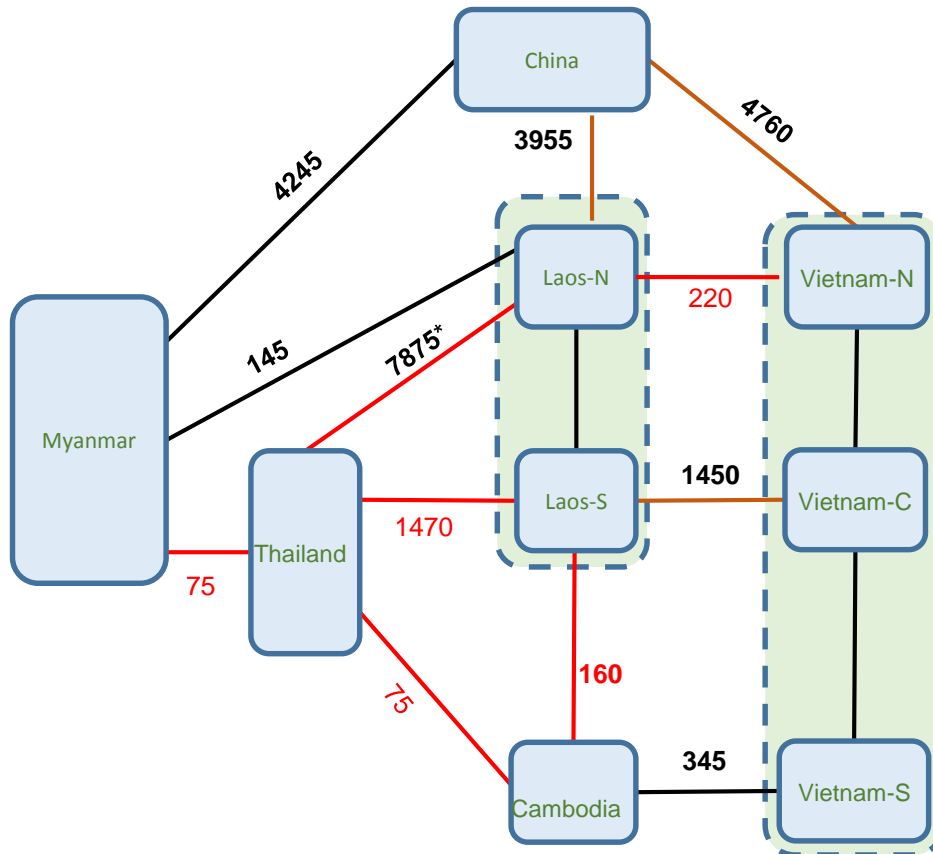 China
4760
3955
4245
Laos-N
220
Vietnam-N
145
7875*
Myanmar
Thailand
1470
Laos-S
1450
Vietnam-C
75
75
160
Cambodia
345
Vietnam-S